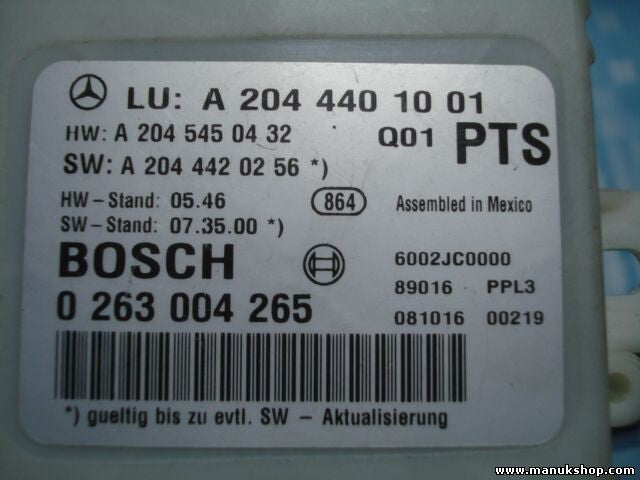 LU: A 204 440 10 01
HW: A 204 545 04 32 Q01 PTS
SW: A 204 442 02 56 *)
HW-Stand: 05.46 864 Assembled in Mexico
SW-Stand: 07.35.00 *)
BOSCH 6002JC0000
0 263 004 265 89016 PPL3
081016 00219
*) gueltig bis zu evtl. SW - Aktualisierung
www.manukshop.com